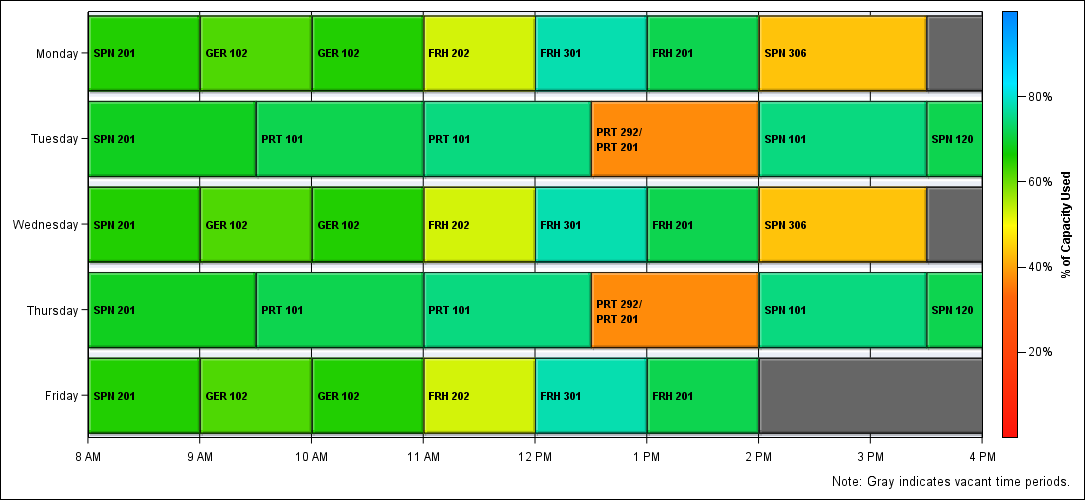 Monday
SPN 201
GER 102
GER 102
FRH 202
FRH 301
FRH 201
SPN 306
Tuesday
SPN 201
PRT 101
PRT 101
PRT 292/
PRT 201
SPN 101
SPN 120
Wednesday
SPN 201
GER 102
GER 102
FRH 202
FRH 301
FRH 201
SPN 306
Thursday
SPN 201
PRT 101
PRT 101
PRT 292/
PRT 201
SPN 101
SPN 120
Friday
SPN 201
GER 102
GER 102
FRH 202
FRH 301
FRH 201
8 AM
9 AM
10 AM
11 AM
12 PM
1 PM
2 PM
3 PM
4 PM
80%
60%
40%
20%
% of Capacity Used
Note: Gray indicates vacant time periods.